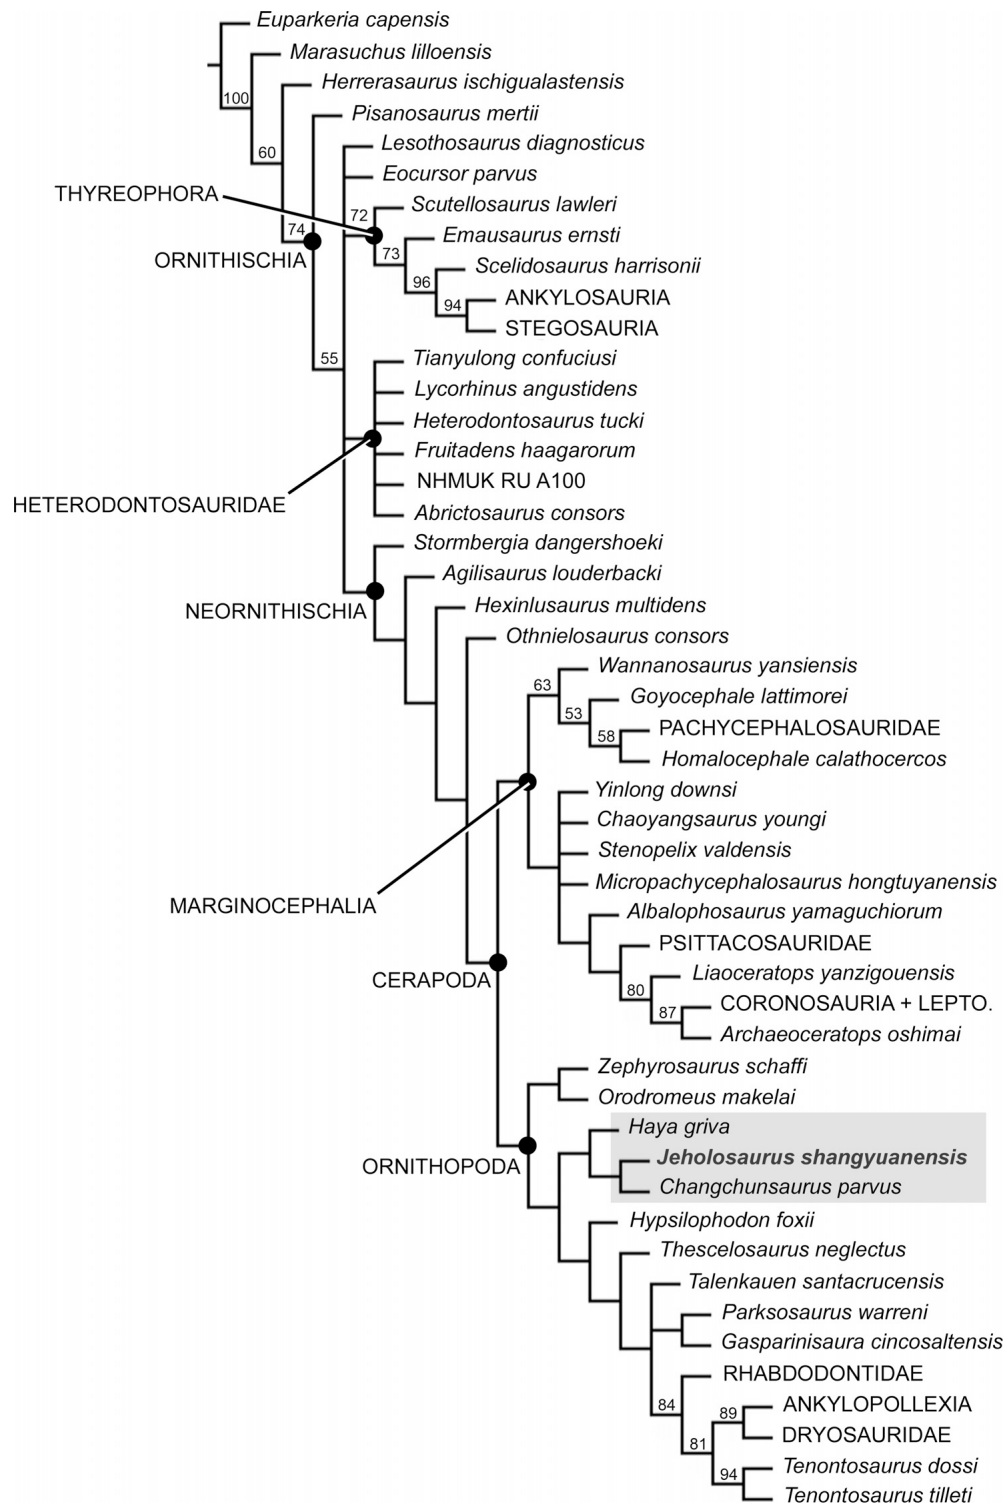 Euparkeria capensis
Marasuchus lilloensis
Herrerasaurus ischigualastensis
100
Pisanosaurus mertii
Lesothosaurus diagnosticus
60
Eocursor parvus
THYREOPHORA
Scutellosaurus lawleri
72
74
Emausaurus ernsti
ORNITHISCHIA
73
Scelidosaurus harrisonii
96
ANKYLOSAURIA
94
STEGOSAURIA
55
Tianyulong confuciusi
Lycorhinus angustidens
Heterodontosaurus tucki
Fruitadens haagarorum
NHMUK RU A100
HETERODONTOSAURIDAE
Abrictosaurus consors
Stormbergia dangershoeki
Agilisaurus louderbacki
NEORNITHISCHIA
Hexinlusaurus multidens
Othnielosaurus consors
Wannanosaurus yansiensis
63
Goyocephale lattimorei
53
PACHYCEPHALOSAURIDAE
58
Homalocephale calathocercos
Yinlong downsi
Chaoyangsaurus youngi
Stenopelix valdensis
Micropachycephalosaurus hongtuyanensis
MARGINOCEPHALIA
Albalophosaurus yamaguchiorum
PSITTACOSAURIDAE
CERAPODA
Liaoceratops yanzigouensis
80
CORONOSAURIA + LEPTO.
87
Archaeoceratops oshimai
Zephyrosaurus schaffi
Orodromeus makelai
Haya griva
Jeholosaurus shangyuanensis
ORNITHOPODA
Changchunsaurus parvus
Hypsilophodon foxii
Thescelosaurus neglectus
Talenkauen santacrucensis
Parksosaurus warreni
Gasparinisaura cincosaltensis
RHABDODONTIDAE
84
ANKYLOPOLLEXIA
89
DRYOSAURIDAE
81
Tenontosaurus dossi
94
Tenontosaurus tilleti